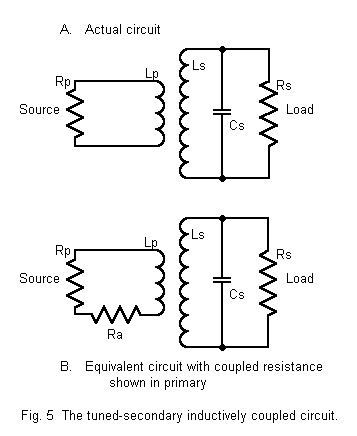 A. Actual circuit
Rp
Lp
Ls
Rs
Source
Load
Cs
Rp
Lp
Ls
Rs
Source
Load
Cs
Ra
B. Equivalent circuit with coupled resistance
shown in primary
Fig. 5 The tuned-secondary inductively coupled circuit.